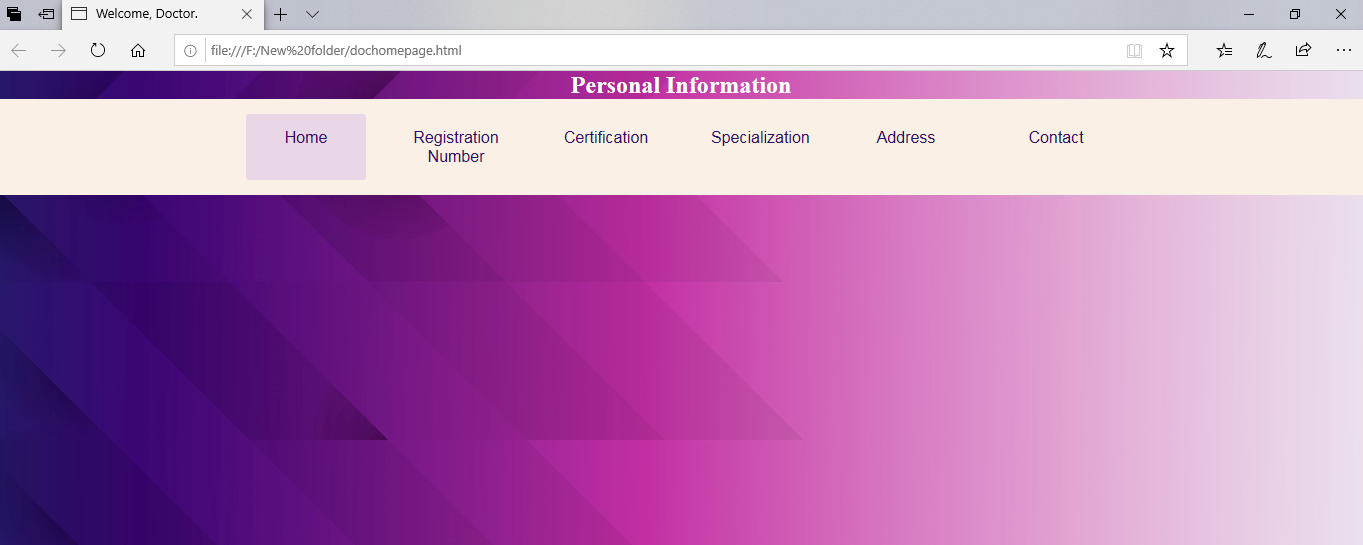 Welcome, Doctor.
file:///F:/New%20folder/dochomepage.html
Personal Information
Home
Registration
Number
Certification
Specialization
Address
Contact